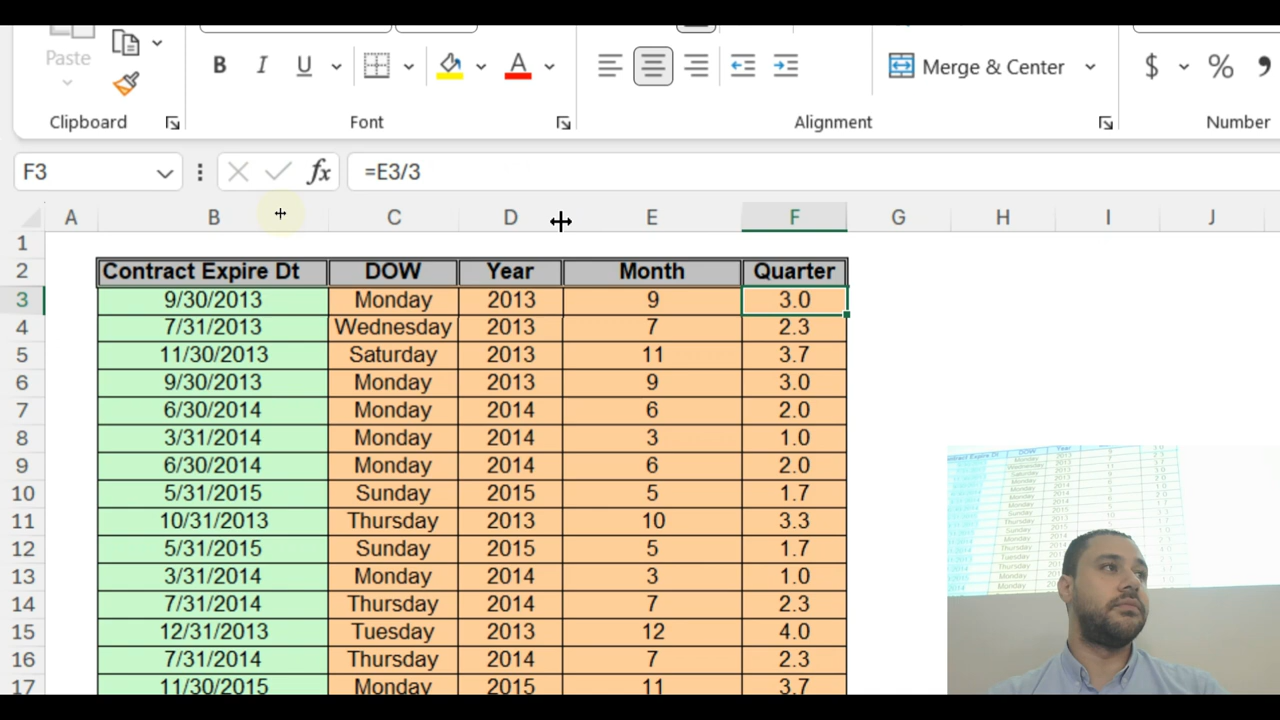 Paste
B I U A Merge & Center $ % ,
Clipboard Font Alignment Number
F3 fx =E3/3
A B C D E F G H I J
1
2 Contract Expire Dt DOW Year Month Quarter
3 9/30/2013 Monday 2013 9 3.0
4 7/31/2013 Wednesday 2013 7 2.3
5 11/30/2013 Saturday 2013 11 3.7
6 9/30/2013 Monday 2013 9 3.0
7 6/30/2014 Monday 2014 6 2.0
8 3/31/2014 Monday 2014 3 1.0
9 6/30/2014 Monday 2014 6 2.0
10 5/31/2015 Sunday 2015 5 1.7
11 10/31/2013 Thursday 2013 10 3.3
12 5/31/2015 Sunday 2015 5 1.7
13 3/31/2014 Monday 2014 3 1.0
14 7/31/2014 Thursday 2014 7 2.3
15 12/31/2013 Tuesday 2013 12 4.0
16 7/31/2014 Thursday 2014 7 2.3
17 11/30/2015 Monday 2015 11 3.7